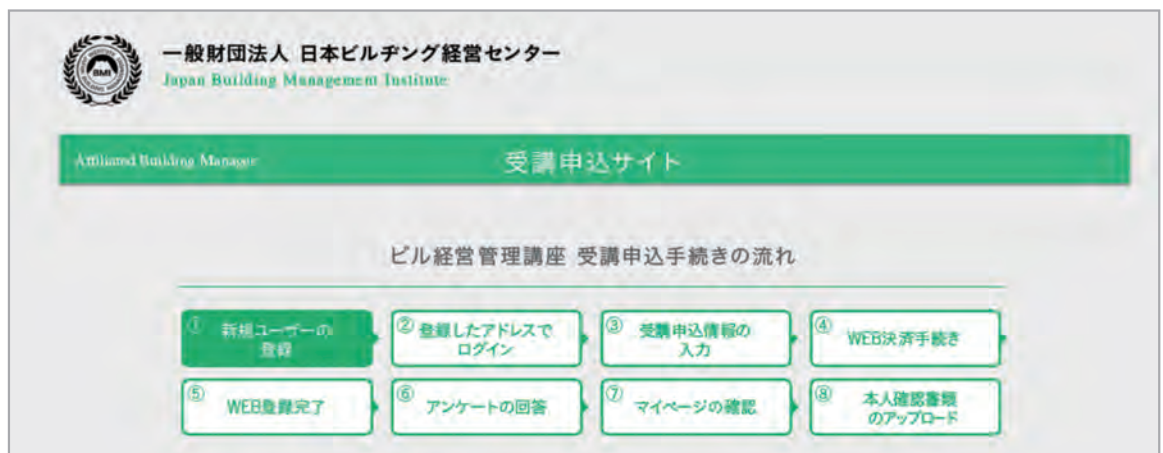 BMI
一般財団法人 日本ビルヂング経営センター
Japan Building Management Institute
Affiliated Building Manager
受講申込サイト
ビル経営管理講座 受講申込手続きの流れ
① 新規ユーザーの
登録
② 登録したアドレスで
ログイン
③ 受講申込情報の
入力
④ WEB決済手続き
⑤ WEB登録完了
⑥ アンケートの回答
⑦ マイページの確認
⑧ 本人確認書類
のアップロード